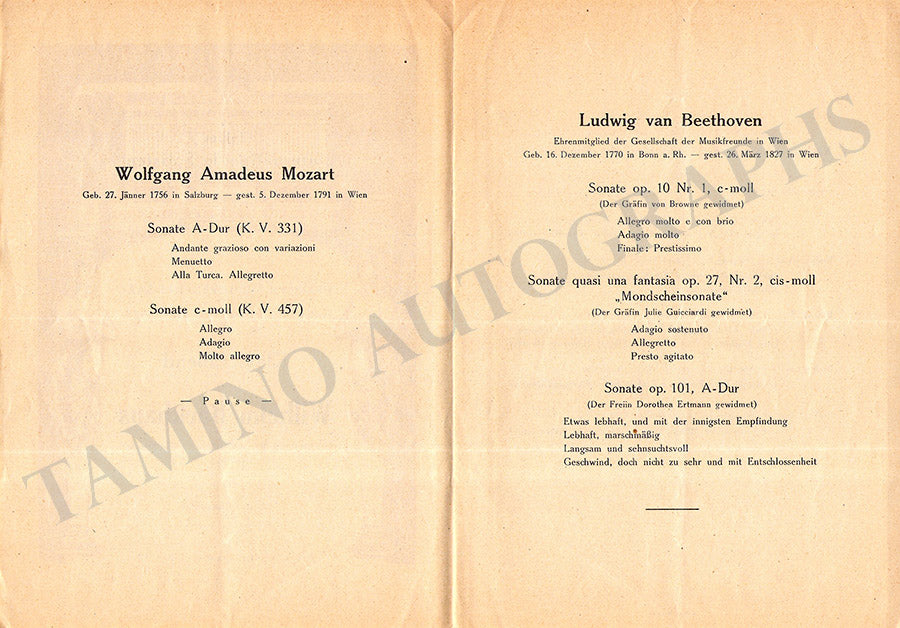 Wolfgang Amadeus Mozart
Geb. 27. Jänner 1756 in Salzburg — gest. 5. Dezember 1791 in Wien
Sonate A-Dur (K. V. 331)
Andante grazioso con variazioni
Menuetto
Alla Turca. Allegretto
Sonate c-moll (K. V. 457)
Allegro
Adagio
Molto allegro
— Pause —
Ludwig van Beethoven
Ehrenmitglied der Gesellschaft der Musikfreunde in Wien
Geb. 16. Dezember 1770 in Bonn a. Rh. — gest. 26. März 1827 in Wien
Sonate op. 10 Nr. 1, c-moll
(Der Gräfin von Browne gewidmet)
Allegro molto e con brio
Adagio molto
Finale: Prestissimo
Sonate quasi una fantasia op. 27, Nr. 2, cis-moll
„Mondscheinsonate“
(Der Gräfin Julie Guicciardi gewidmet)
Adagio sostenuto
Allegretto
Presto agitato
Sonate op. 101, A-Dur
(Der Freiin Dorothea Ertmann gewidmet)
Etwas lebhaft, und mit der innigsten Empfindung
Lebhaft, marschmäßig
Langsam und sehnsuchtsvoll
Geschwind, doch nicht zu sehr und mit Entschlossenheit
TAMINO AUTOGRAPHS